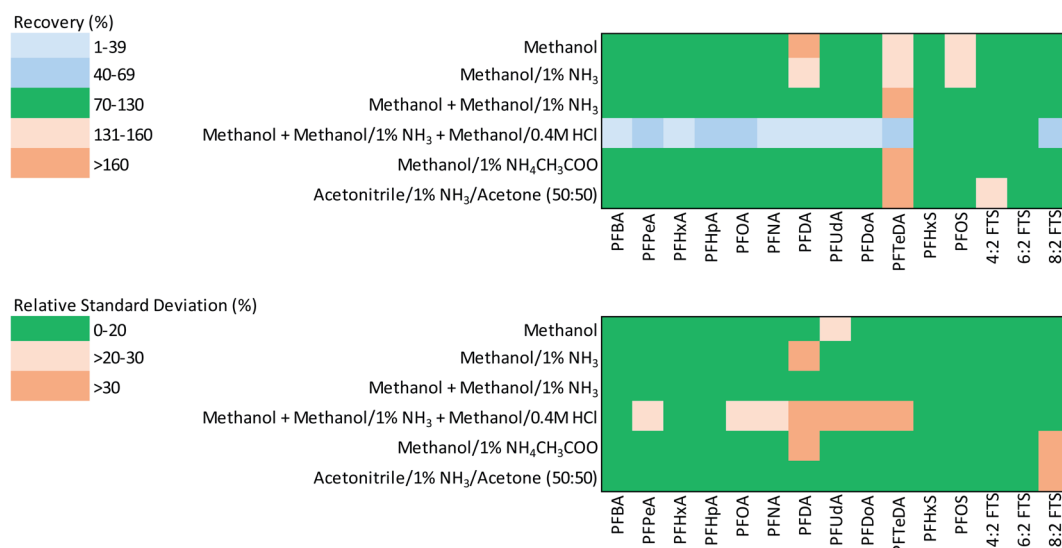 Recovery (%)
1-39
40-69
70-130
131-160
>160
Methanol
Methanol/1% NH₃
Methanol + Methanol/1% NH₃
Methanol + Methanol/1% NH₃ + Methanol/0.4M HCl
Methanol/1% NH₄CH₃COO
Acetonitrile/1% NH₃/Acetone (50:50)
PFBA
PFPeA
PFHxA
PFHpA
PFOA
PFNA
PFDA
PFUdA
PFDoA
PFTeDA
PFHxS
PFOS
4:2 FTS
6:2 FTS
8:2 FTS
Relative Standard Deviation (%)
0-20
>20-30
>30
Methanol
Methanol/1% NH₃
Methanol + Methanol/1% NH₃
Methanol + Methanol/1% NH₃ + Methanol/0.4M HCl
Methanol/1% NH₄CH₃COO
Acetonitrile/1% NH₃/Acetone (50:50)
PFBA
PFPeA
PFHxA
PFHpA
PFOA
PFNA
PFDA
PFUdA
PFDoA
PFTeDA
PFHxS
PFOS
4:2 FTS
6:2 FTS
8:2 FTS